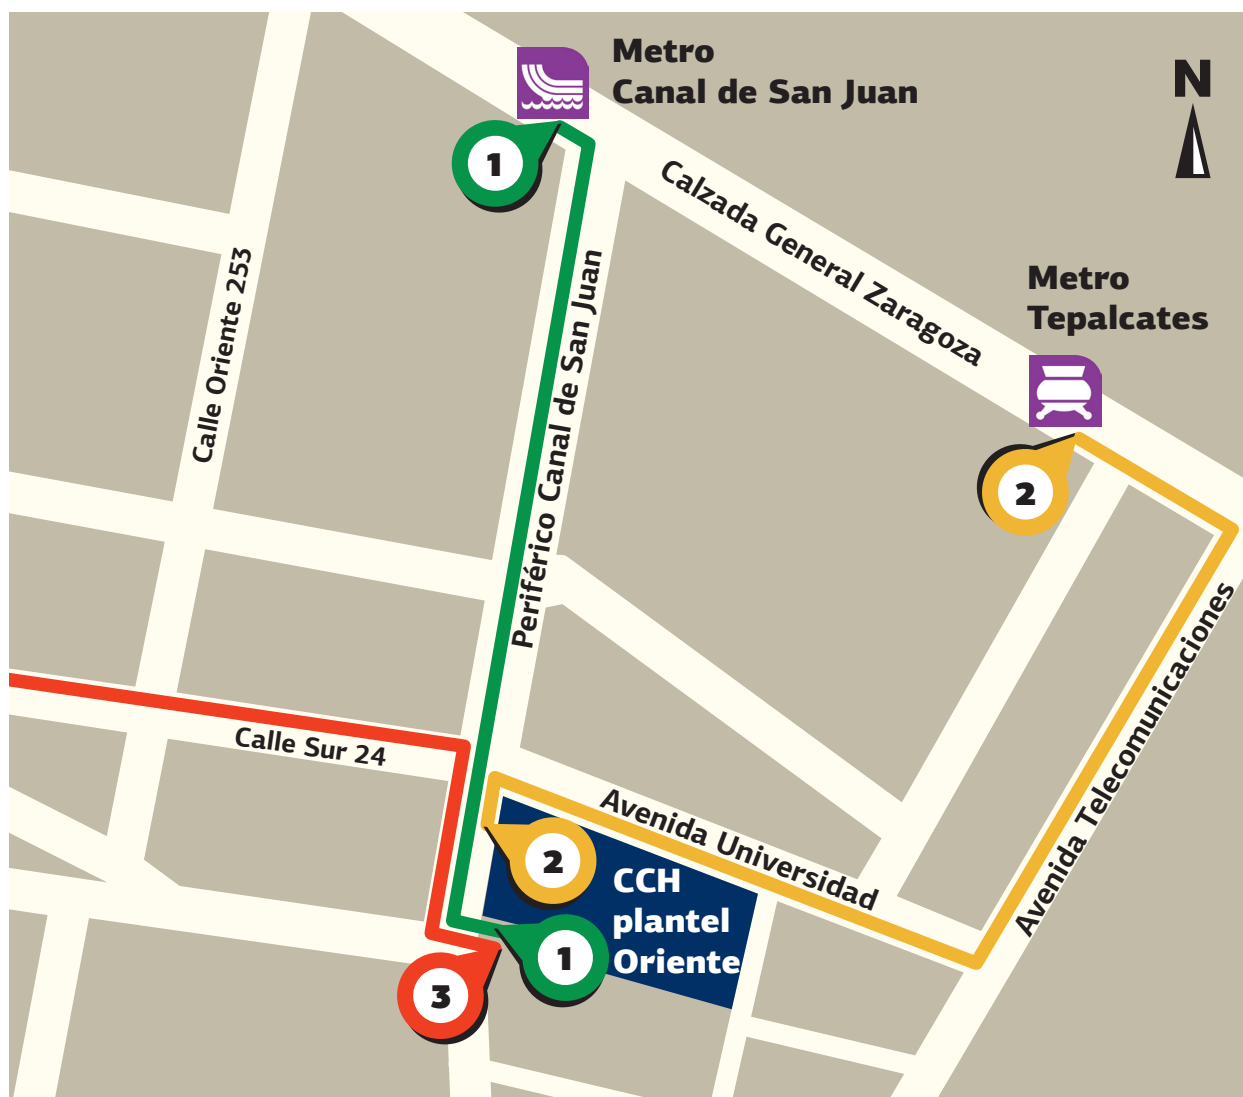 Metro
Canal de San Juan
N
1
Calzada General Zaragoza
Calle Oriente 253
Metro
Tepalcates
Periférico Canal de San Juan
2
Avenida Telecomunicaciones
Calle Sur 24
Avenida Universidad
2
CCH
plantel
Oriente
1
3